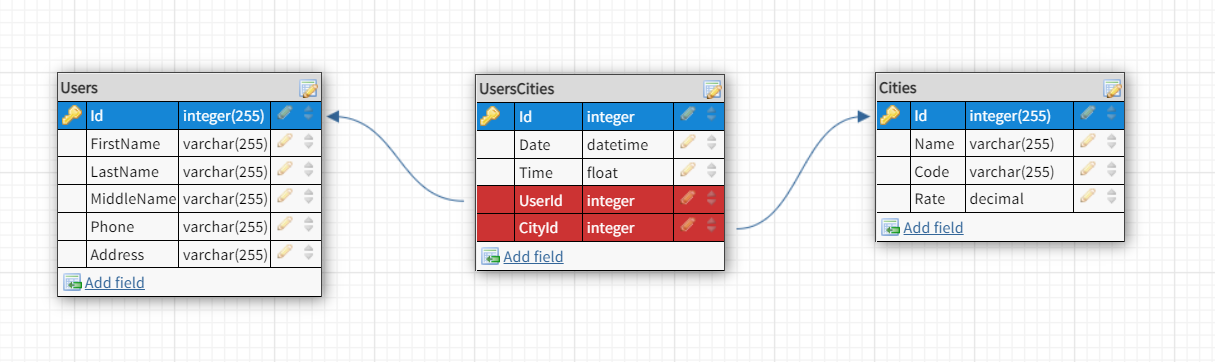 Users
Id integer(255)
FirstName varchar(255)
LastName varchar(255)
MiddleName varchar(255)
Phone varchar(255)
Address varchar(255)
Add field
UsersCities
Id integer
Date datetime
Time float
UserId integer
CityId integer
Add field
Cities
Id integer(255)
Name varchar(255)
Code varchar(255)
Rate decimal
Add field